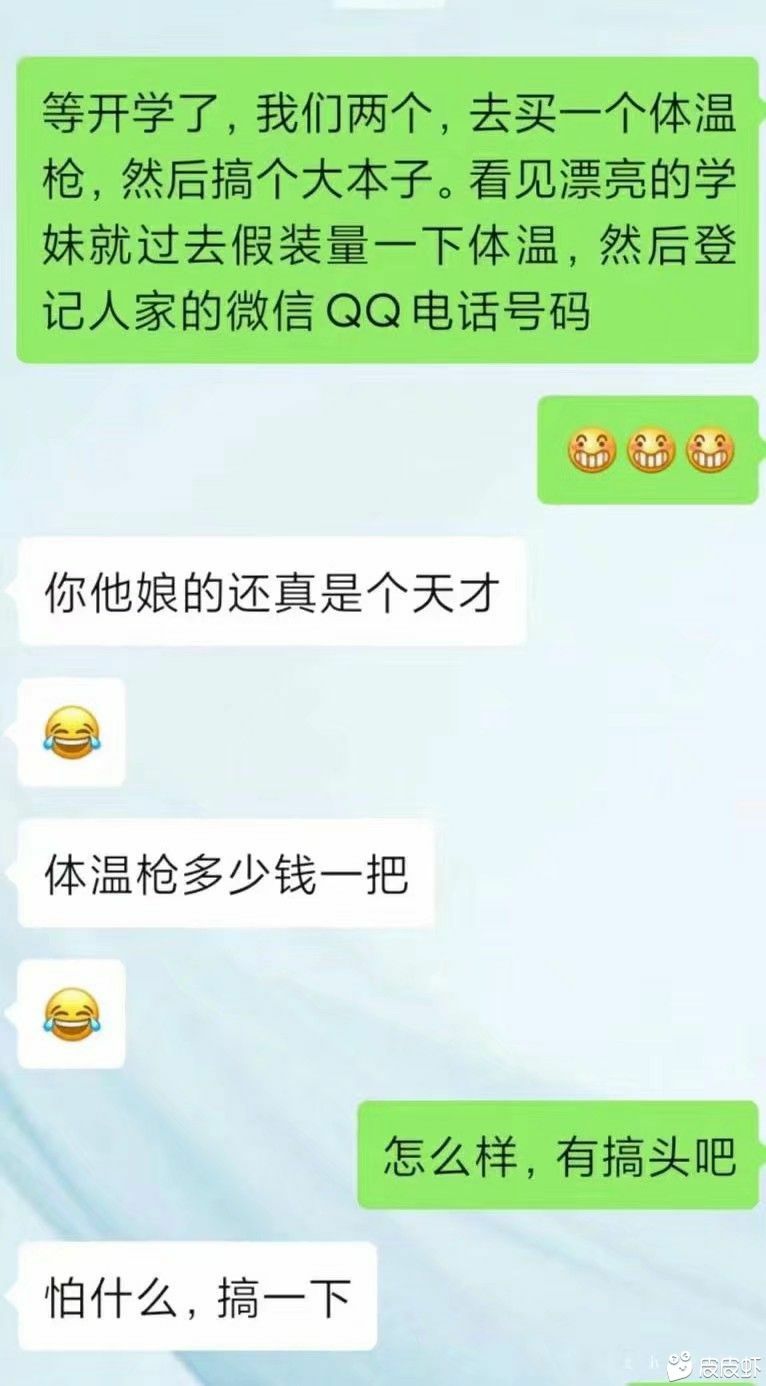 等开学了，我们两个，去买一个体温
枪，然后搞个大本子。看见漂亮的学
妹就过去假装量一下体温，然后登
记人家的微信QQ电话号码
你他娘的还真是个天才
体温枪多少钱一把
怎么样，有搞头吧
怕什么，搞一下
皮皮虾